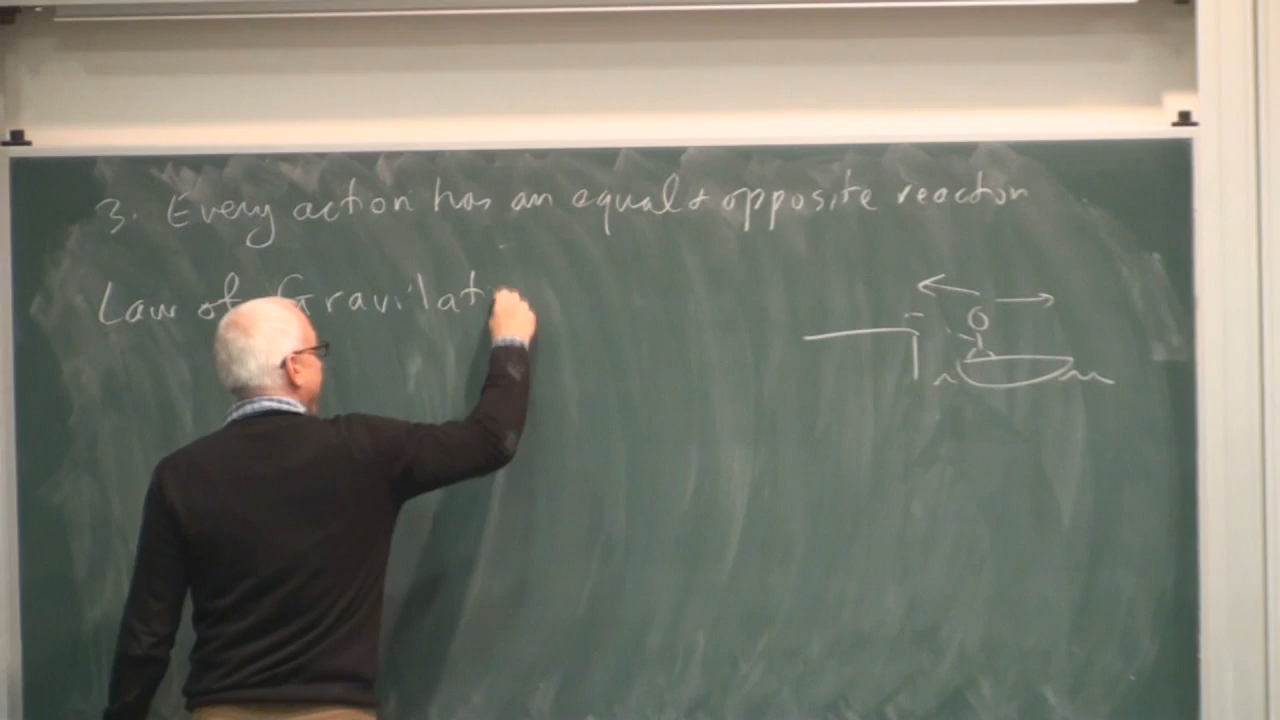 3. Every action has an equal & opposite reaction
Law of Gravitat